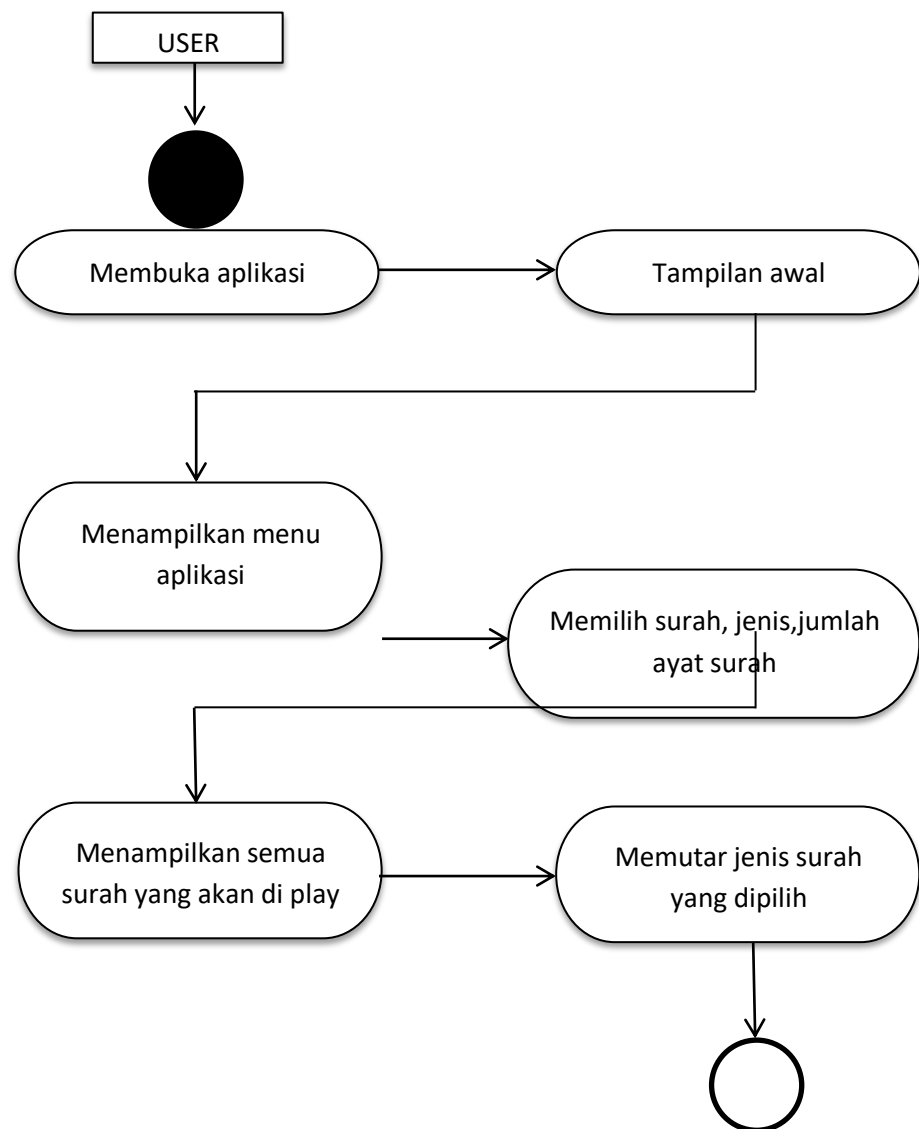 USER
Membuka aplikasi
Tampilan awal
Menampilkan menu
aplikasi
Memilih surah, jenis,jumlah
ayat surah
Menampilkan semua
surah yang akan di play
Memutar jenis surah
yang dipilih